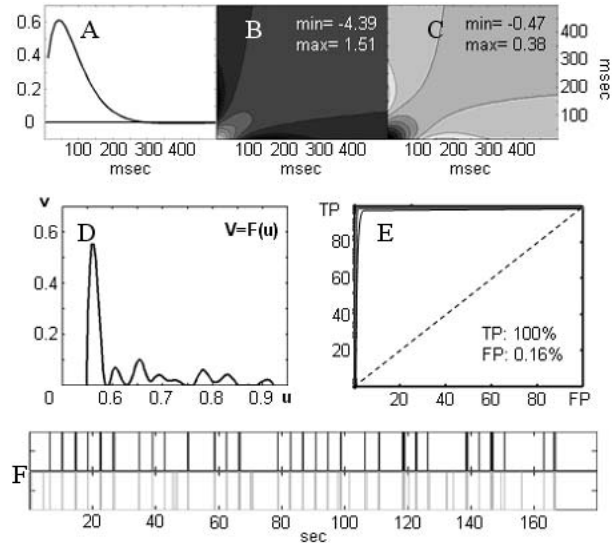 0.6
0.4
0.2
0
A
100 200 300 400
msec
B
min= -4.39
max= 1.51
100 200 300 400
msec
C
min= -0.47
max= 0.38
100 200 300 400
msec
400
300
200
100
0
msec
v
0.6
0.4
0.2
0
D
V=F(u)
0.6 0.7 0.8 0.9 u
TP
80
60
40
20
E
TP: 100%
FP: 0.16%
20 40 60 80 FP
F
20 40 60 80 100 120 140 160
sec